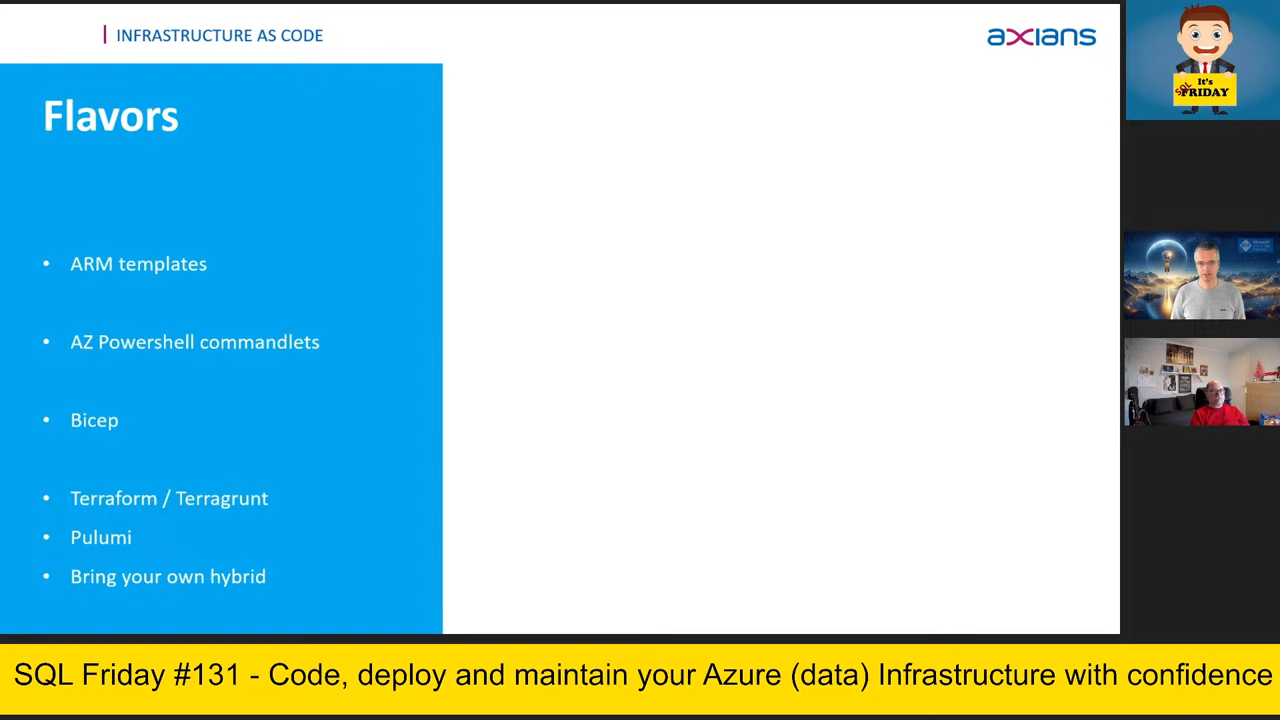 INFRASTRUCTURE AS CODE
axians
Flavors
• ARM templates
• AZ Powershell commandlets
• Bicep
• Terraform / Terragrunt
• Pulumi
• Bring your own hybrid
It's
SQL FRIDAY
SQL Friday #131 - Code, deploy and maintain your Azure (data) Infrastructure with confidence